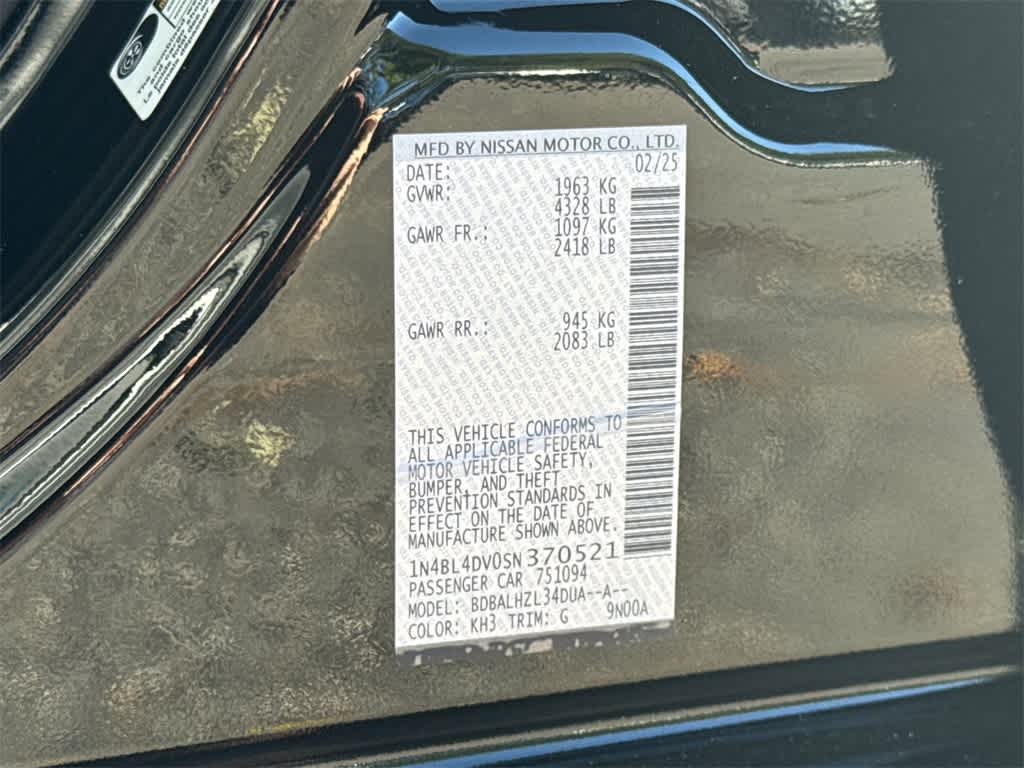 MFD BY NISSAN MOTOR CO., LTD.
DATE: 02/25
GVWR: 1963 KG
4328 LB
GAWR FR.: 1097 KG
2418 LB
GAWR RR.: 945 KG
2083 LB
THIS VEHICLE CONFORMS TO
ALL APPLICABLE FEDERAL
MOTOR VEHICLE SAFETY,
BUMPER, AND THEFT
PREVENTION STANDARDS IN
EFFECT ON THE DATE OF
MANUFACTURE SHOWN ABOVE.
1N4BL4DV0SN370521
PASSENGER CAR 751094
MODEL: BDBALHZL34DUA--A--
COLOR: KH3 TRIM: G 9N00A